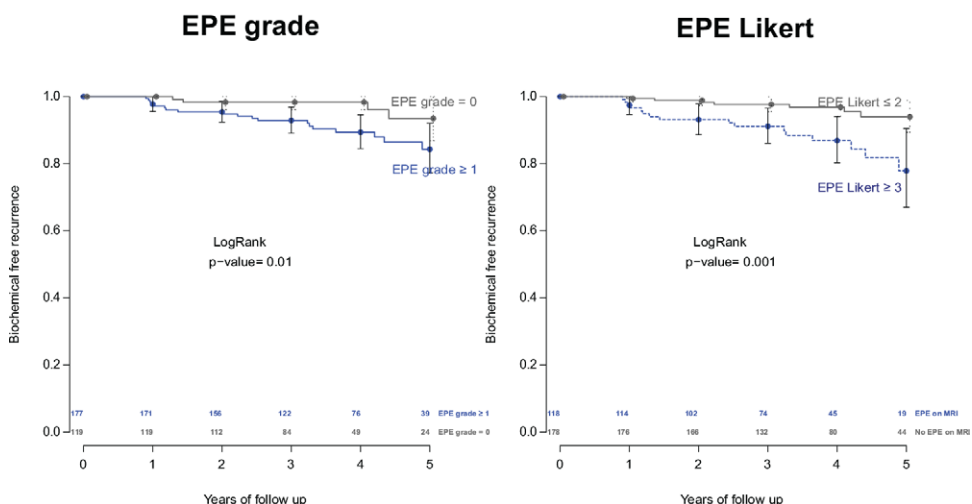 EPE grade
1.0
0.8
0.6
0.4
0.2
0.0
Biochemical free recurrence
EPE grade = 0
EPE grade ≥ 1
LogRank
p−value= 0.01
177 171 156 122 76 39 EPE grade ≥ 1
119 119 112 84 49 24 EPE grade = 0
0 1 2 3 4 5
Years of follow up
EPE Likert
1.0
0.8
0.6
0.4
0.2
0.0
Biochemical free recurrence
EPE Likert ≤ 2
EPE Likert ≥ 3
LogRank
p−value= 0.001
118 114 102 74 45 19 EPE on MRI
178 176 166 132 80 44 No EPE on MRI
0 1 2 3 4 5
Years of follow up